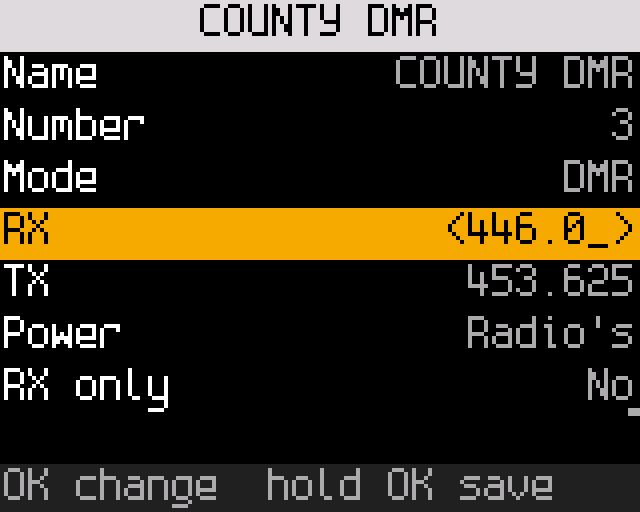 COUNTY DMR
Name COUNTY DMR
Number 3
Mode DMR
RX <446.0_>
TX 453.625
Power Radio's
RX only No
OK change hold OK save